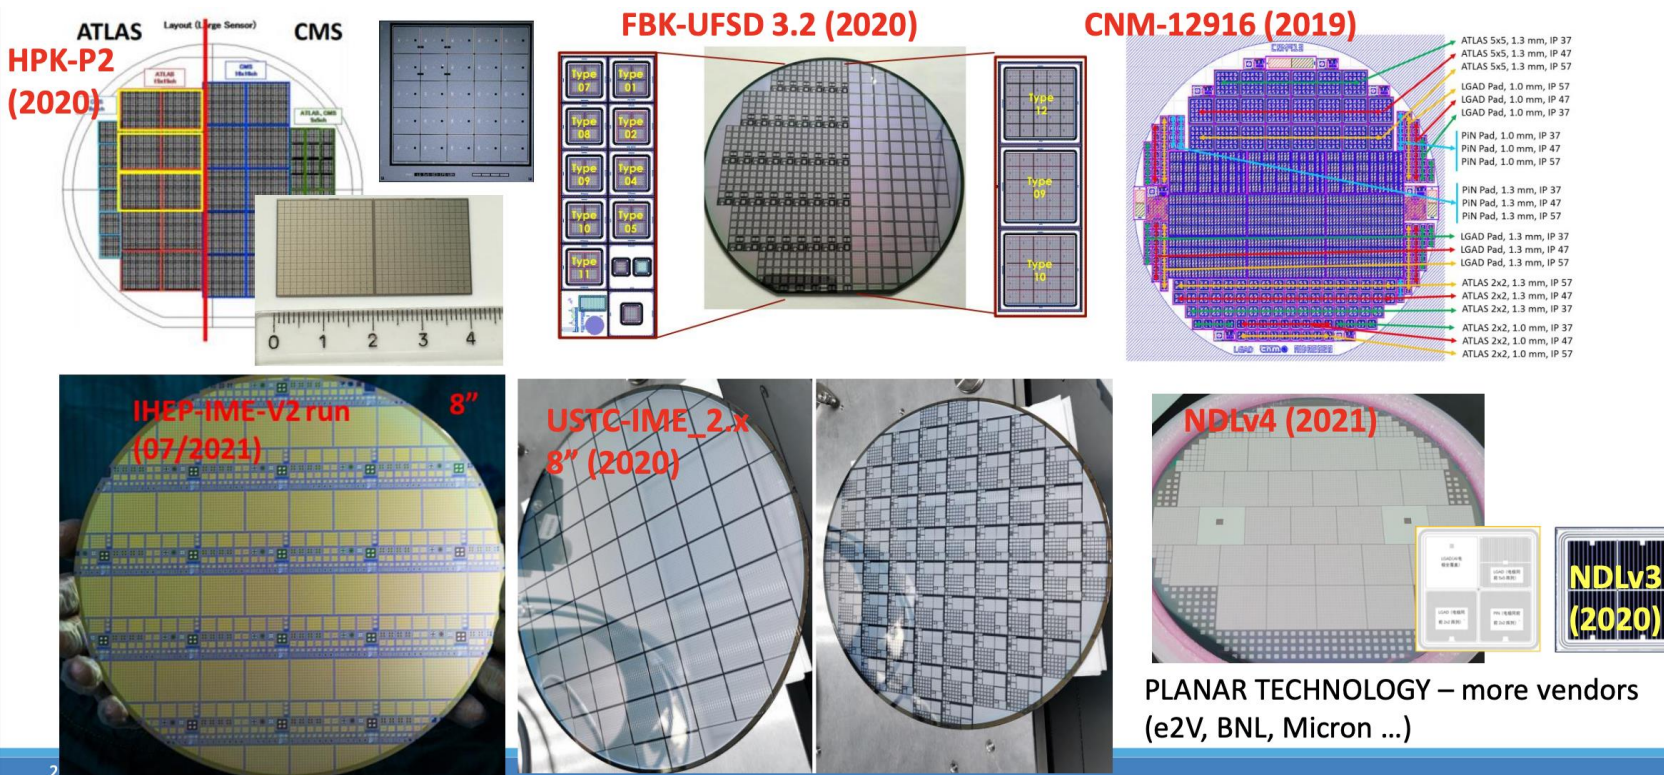 HPK-P2
(2020)
ATLAS
Layout (Large Sensor)
CMS
ATLAS
15x15ch
CMS
16x16ch
ATLAS, CMS
5x5ch
0 1 2 3 4
FBK-UFSD 3.2 (2020)
Type
07
Type
01
Type
08
Type
02
Type
09
Type
04
Type
10
Type
05
Type
11
Type
12
Type
09
Type
10
CNM-12916 (2019)
ATLAS 5x5, 1.3 mm, IP 37
ATLAS 5x5, 1.3 mm, IP 47
ATLAS 5x5, 1.3 mm, IP 57
LGAD Pad, 1.0 mm, IP 57
LGAD Pad, 1.0 mm, IP 47
LGAD Pad, 1.0 mm, IP 37
PiN Pad, 1.0 mm, IP 37
PiN Pad, 1.0 mm, IP 47
PiN Pad, 1.0 mm, IP 57
PiN Pad, 1.3 mm, IP 37
PiN Pad, 1.3 mm, IP 47
PiN Pad, 1.3 mm, IP 57
LGAD Pad, 1.3 mm, IP 37
LGAD Pad, 1.3 mm, IP 47
LGAD Pad, 1.3 mm, IP 57
ATLAS 2x2, 1.3 mm, IP 57
ATLAS 2x2, 1.3 mm, IP 47
ATLAS 2x2, 1.3 mm, IP 37
ATLAS 2x2, 1.0 mm, IP 37
ATLAS 2x2, 1.0 mm, IP 47
ATLAS 2x2, 1.0 mm, IP 57
LGAD cnm
IHEP-IME-V2 run
(07/2021)
8”
USTC-IME_2.x
8” (2020)
NDLv4 (2021)
NDLv3
(2020)
PLANAR TECHNOLOGY – more vendors
(e2V, BNL, Micron ...)
2